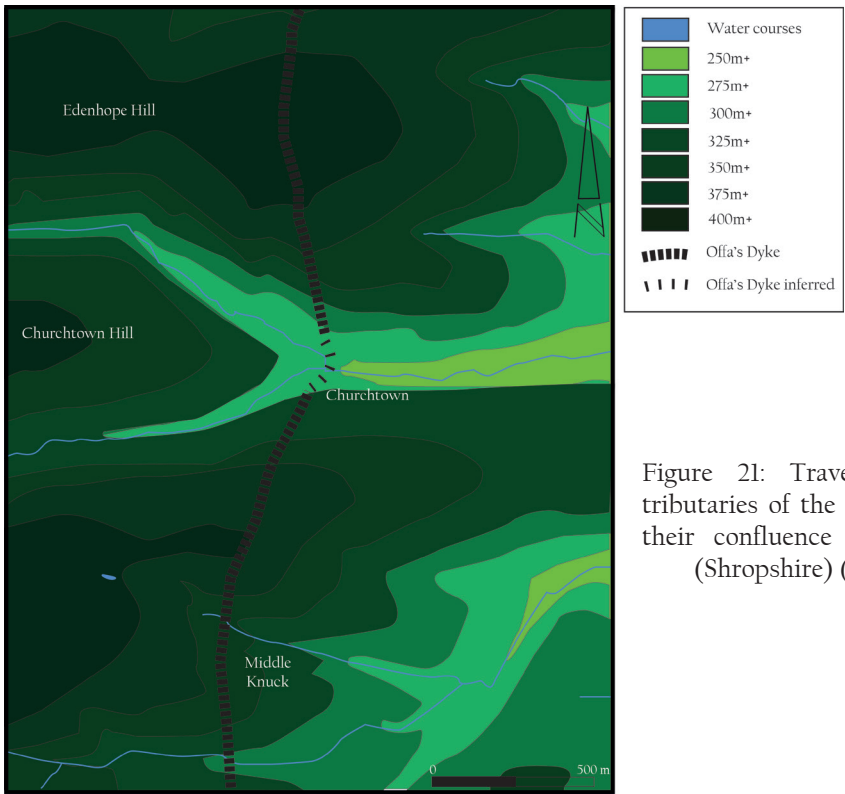 Edenhope Hill
Churchtown Hill
Churchtown
Middle
Knuck
0
500 m
Water courses
250m+
275m+
300m+
325m+
350m+
375m+
400m+
Offa's Dyke
Offa's Dyke inferred
Figure 21: Trave
tributaries of the
their confluence
(Shropshire) (